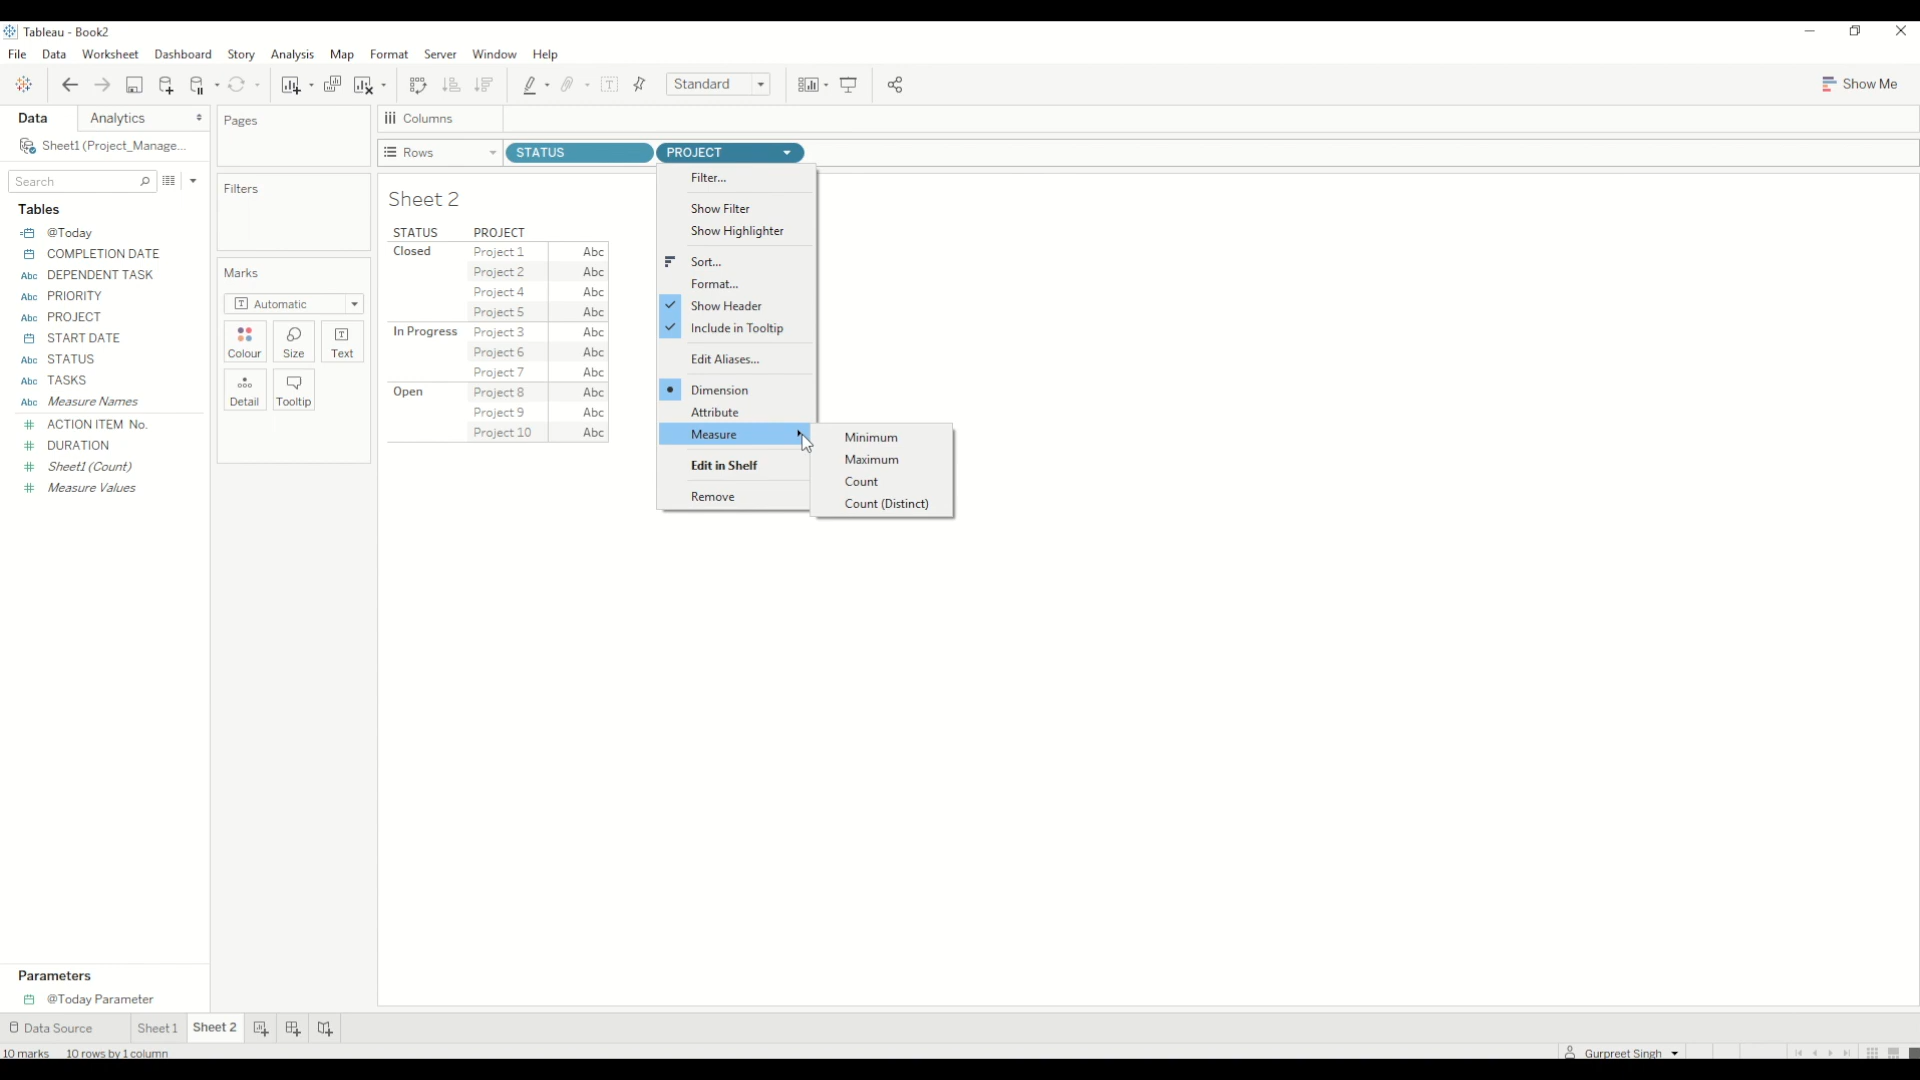 Tableau - Book2
File Data Worksheet Dashboard Story Analysis Map Format Server Window Help
Standard
Show Me
Data Analytics
Sheet1 (Project_Manage...
Search
Tables
@Today
COMPLETION DATE
Abc DEPENDENT TASK
Abc PRIORITY
Abc PROJECT
START DATE
Abc STATUS
Abc TASKS
Abc Measure Names
# ACTION ITEM No.
# DURATION
# Sheet1 (Count)
# Measure Values
Parameters
@Today Parameter
Pages
Filters
Marks
T Automatic
Colour Size Text
Detail Tooltip
Columns
Rows STATUS PROJECT
Sheet 2
STATUS PROJECT
Closed Project 1 Abc
Project 2 Abc
Project 4 Abc
Project 5 Abc
In Progress Project 3 Abc
Project 6 Abc
Project 7 Abc
Open Project 8 Abc
Project 9 Abc
Project 10 Abc
Filter...
Show Filter
Show Highlighter
Sort...
Format...
Show Header
Include in Tooltip
Edit Aliases...
Dimension
Attribute
Measure
Edit in Shelf
Remove
Minimum
Maximum
Count
Count (Distinct)
Data Source Sheet 1 Sheet 2
10 marks 10 rows by 1 column
Gurpreet Singh